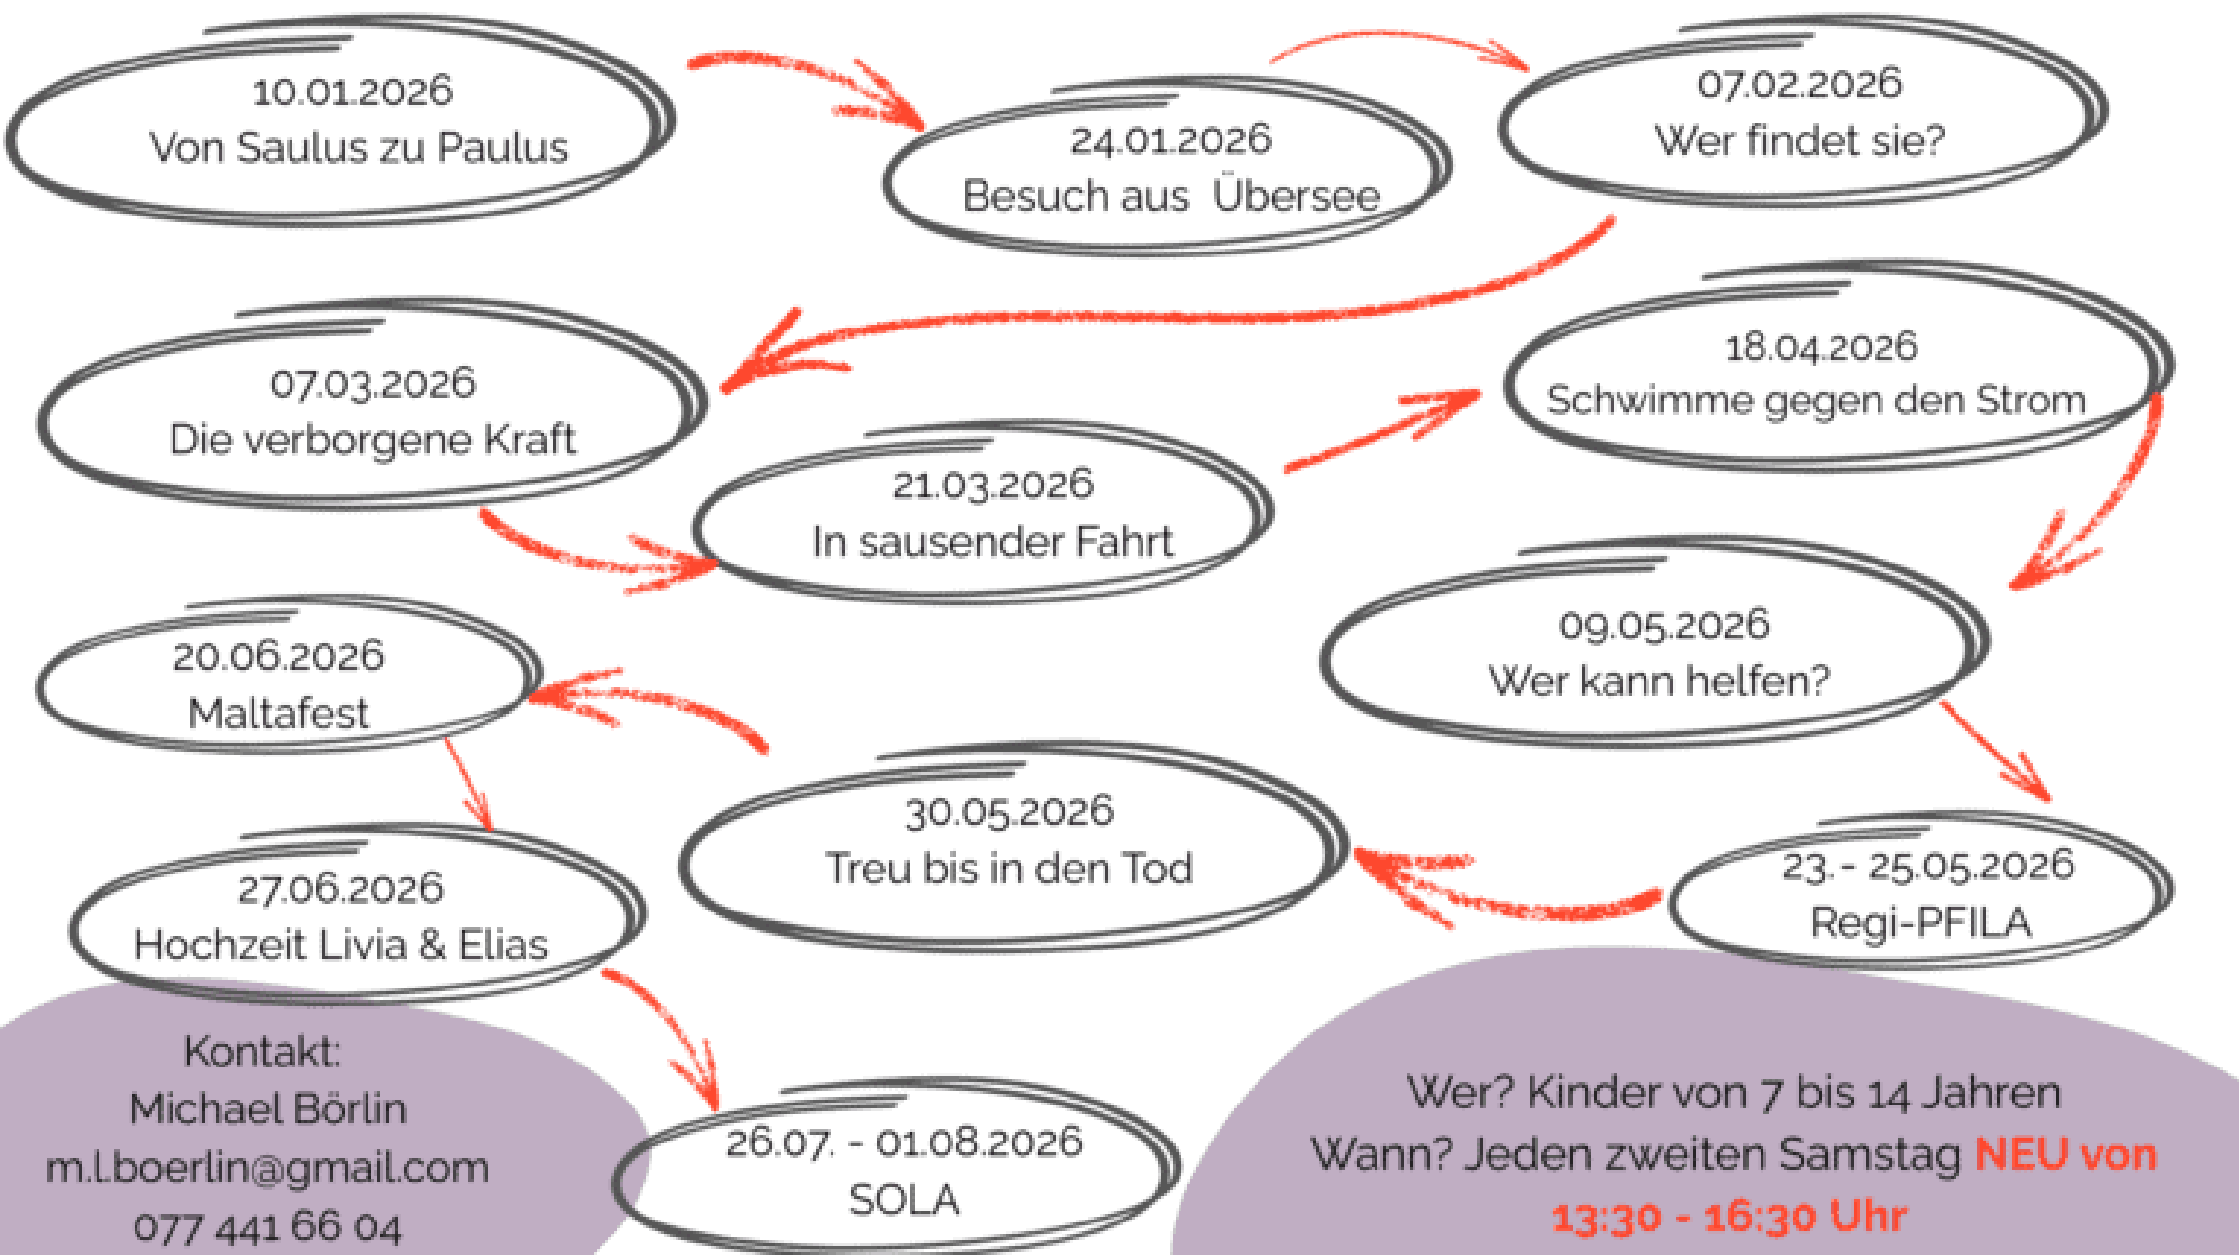 10.01.2026
Von Saulus zu Paulus
24.01.2026
Besuch aus Übersee
07.02.2026
Wer findet sie?
07.03.2026
Die verborgene Kraft
21.03.2026
In sausender Fahrt
18.04.2026
Schwimme gegen den Strom
09.05.2026
Wer kann helfen?
23.- 25.05.2026
Regi-PFILA
30.05.2026
Treu bis in den Tod
20.06.2026
Maltafest
27.06.2026
Hochzeit Livia & Elias
26.07. - 01.08.2026
SOLA
Kontakt:
Michael Börlin
m.l.boerlin@gmail.com
077 441 66 04
Wer? Kinder von 7 bis 14 Jahren
Wann? Jeden zweiten Samstag NEU von
13:30 - 16:30 Uhr